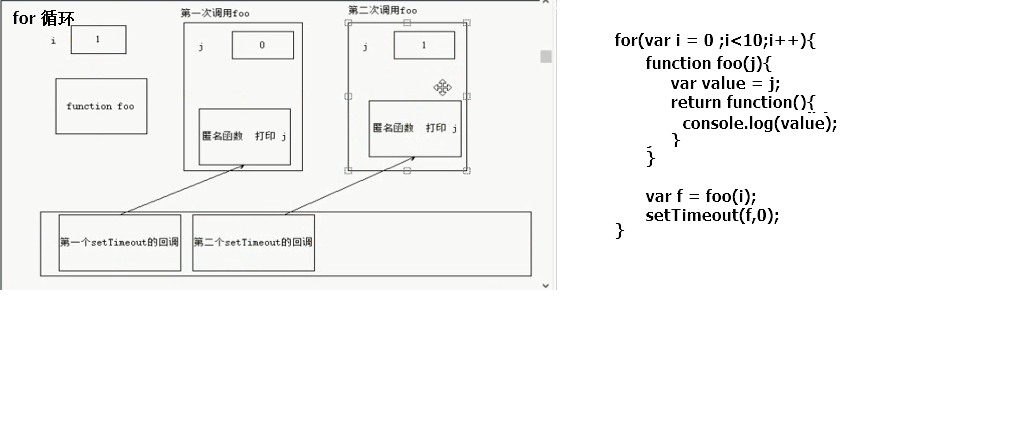 for 循环
i
1
function foo
第一次调用foo
j
0
匿名函数 打印 j
第二次调用foo
j
1
匿名函数 打印 j
第一个setTimeout的回调
第二个setTimeout的回调
for(var i = 0 ;i<10;i++){
function foo(j){
var value = j;
return function(){
console.log(value);
}
}
var f = foo(i);
setTimeout(f,0);
}